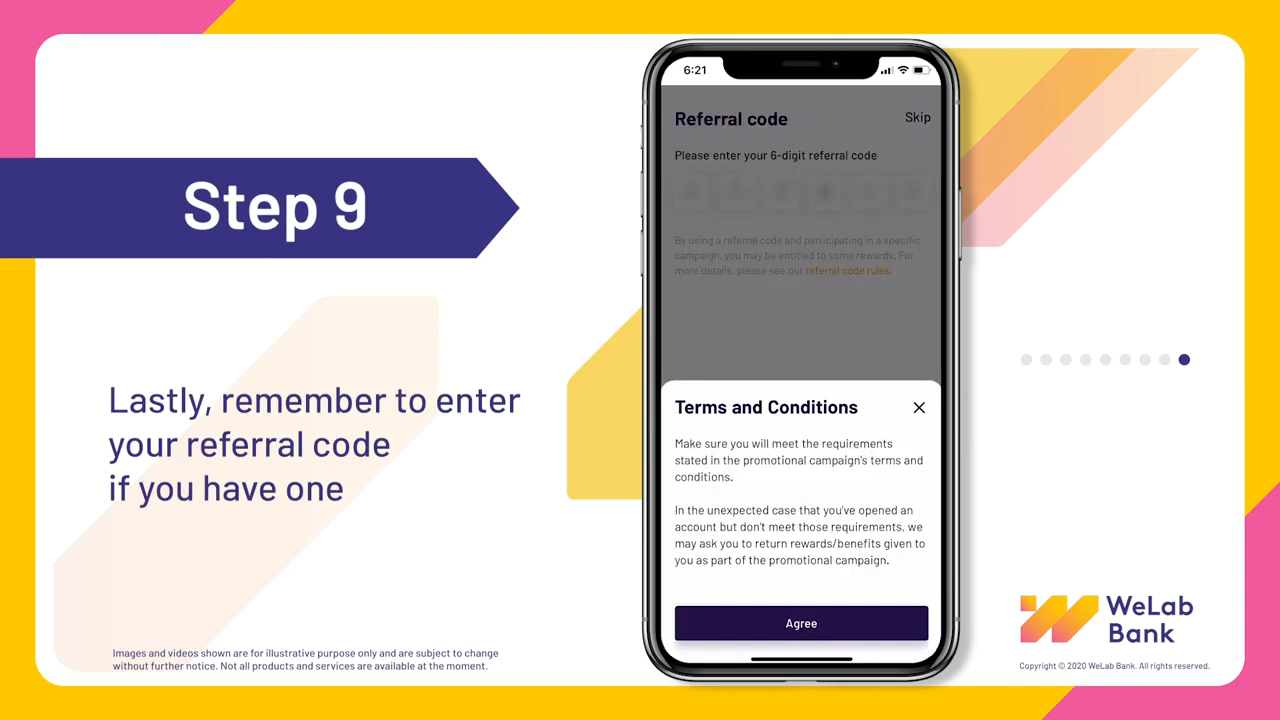 Step 9
Lastly, remember to enter
your referral code
if you have one
Images and videos shown are for illustrative purpose only and are subject to change
without further notice. Not all products and services are available at the moment.
6:21
Referral code
Skip
Please enter your 6-digit referral code
By using a referral code and participating in a specific
campaign, you may be entitled to some rewards. For
more details, please see our referral code rules.
Terms and Conditions
Make sure you will meet the requirements
stated in the promotional campaign's terms and
conditions.
In the unexpected case that you've opened an
account but don't meet those requirements, we
may ask you to return rewards/benefits given to
you as part of the promotional campaign.
Agree
WeLab
Bank
Copyright © 2020 WeLab Bank. All rights reserved.